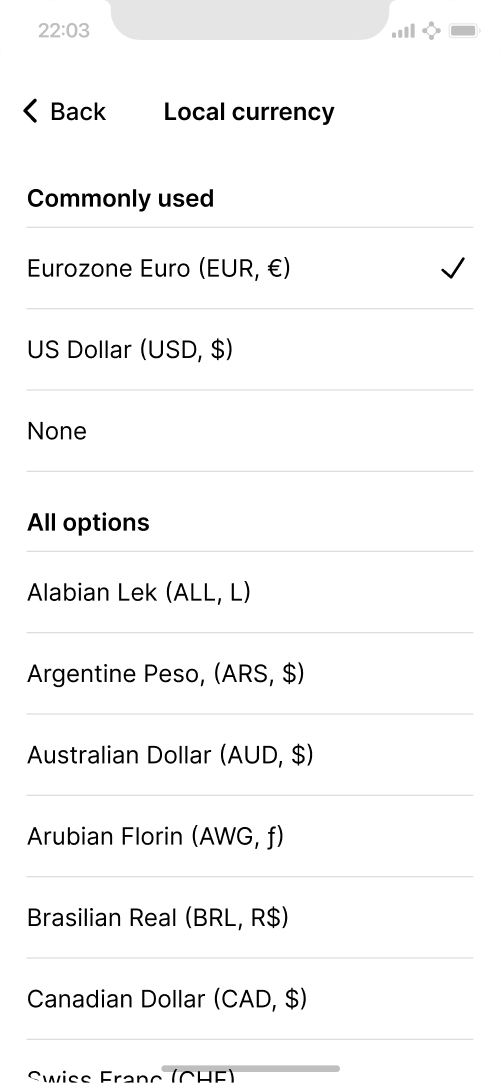 22:03
Back
Local currency
Commonly used
Eurozone Euro (EUR, €)
US Dollar (USD, $)
None
All options
Alabian Lek (ALL, L)
Argentine Peso, (ARS, $)
Australian Dollar (AUD, $)
Arubian Florin (AWG, ƒ)
Brasilian Real (BRL, R$)
Canadian Dollar (CAD, $)
Swiss Franc (CHF)